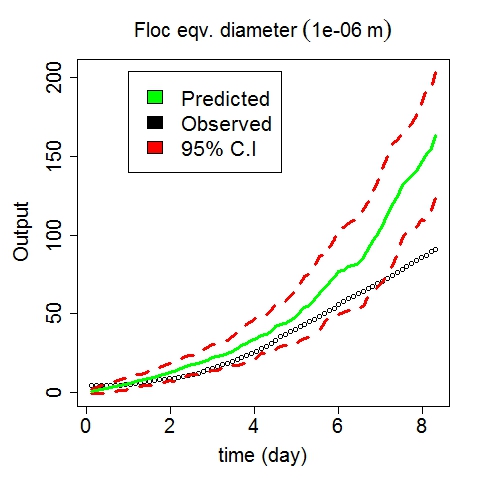 Floc eqv. diameter (1e-06 m)
Predicted
Observed
95% C.I
Output
0
50
100
150
200
0 2 4 6 8
time (day)